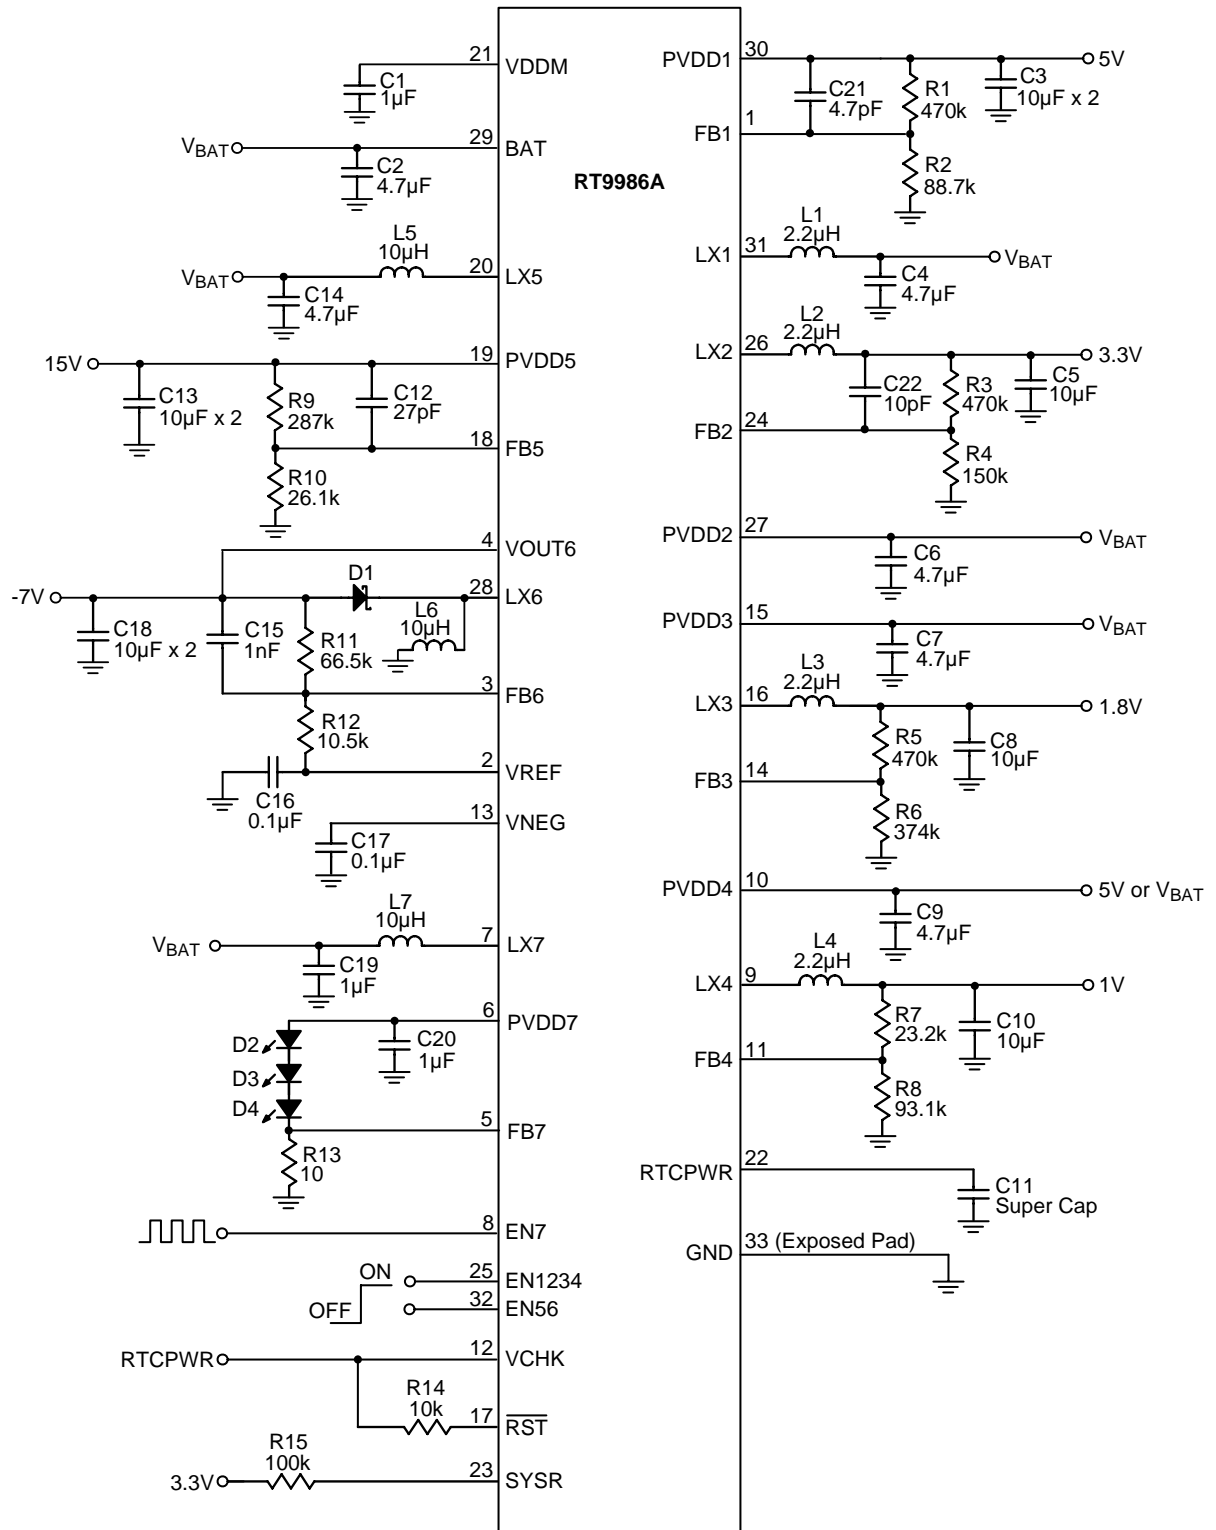 RT9986A
21 VDDM
C1
1µF
V_BAT 29 BAT
C2
4.7µF
L5
10µH
V_BAT 20 LX5
C14
4.7µF
15V 19 PVDD5
C13
10µF x 2
R9
287k
C12
27pF
18 FB5
R10
26.1k
4 VOUT6
D1
-7V 28 LX6
L6
10µH
C18
10µF x 2
C15
1nF
R11
66.5k
3 FB6
R12
10.5k
2 VREF
C16
0.1µF
13 VNEG
C17
0.1µF
L7
10µH
V_BAT 7 LX7
C19
1µF
6 PVDD7
D2
C20
1µF
D3
D4
5 FB7
R13
10
8 EN7
ON
25 EN1234
OFF
32 EN56
RTCPWR 12 VCHK
R14
10k
17 RST
R15
100k
3.3V 23 SYSR
PVDD1 30 5V
C21
4.7pF
R1
470k
C3
10µF x 2
FB1 1
R2
88.7k
L1
2.2µH
LX1 31 V_BAT
C4
4.7µF
L2
2.2µH
LX2 26 3.3V
C22
10pF
R3
470k
C5
10µF
FB2 24
R4
150k
PVDD2 27 V_BAT
C6
4.7µF
PVDD3 15 V_BAT
C7
4.7µF
L3
2.2µH
LX3 16 1.8V
R5
470k
C8
10µF
FB3 14
R6
374k
PVDD4 10 5V or V_BAT
C9
4.7µF
L4
2.2µH
LX4 9 1V
R7
23.2k
C10
10µF
FB4 11
R8
93.1k
RTCPWR 22
C11
Super Cap
GND 33 (Exposed Pad)